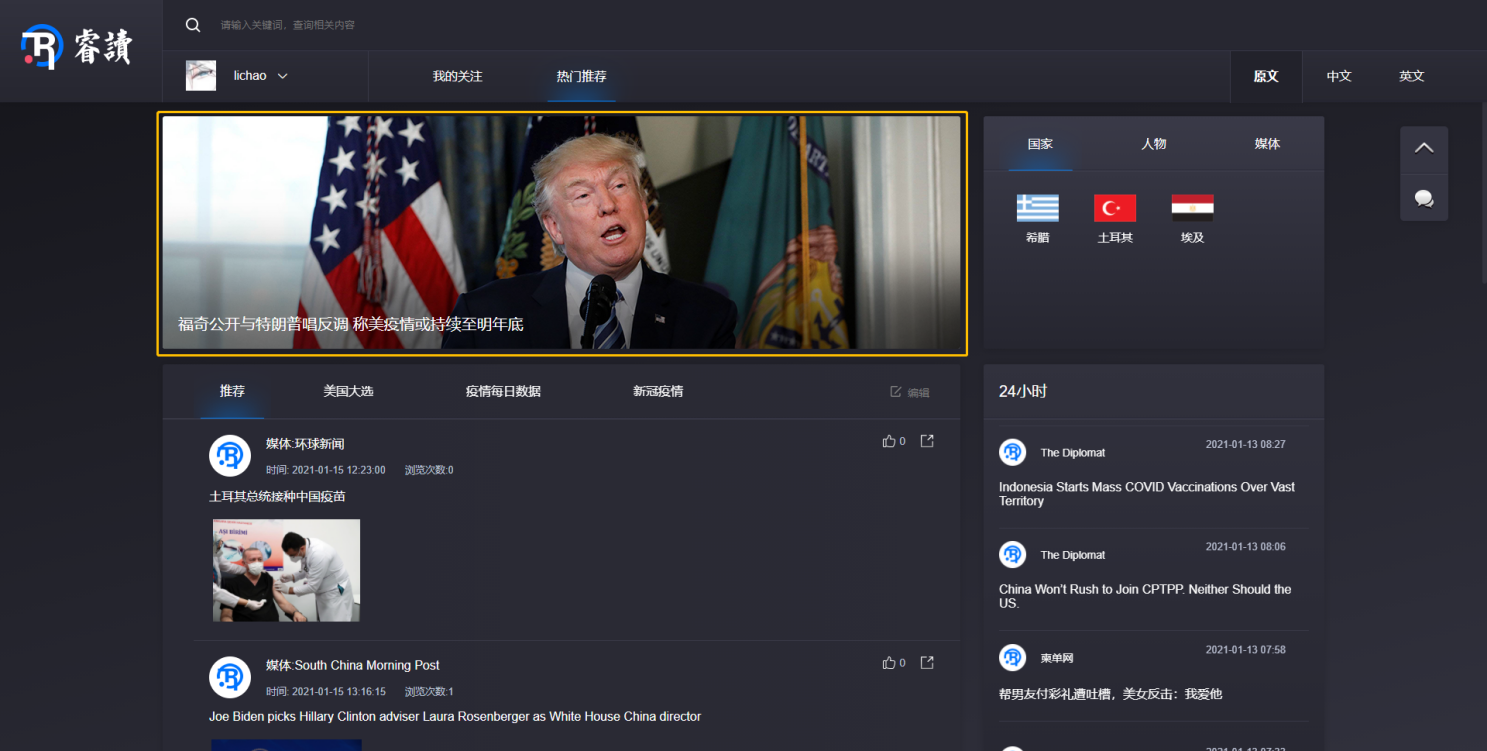 睿讀
请输入关键词，查询相关内容
lichao
我的关注
热门推荐
原文
中文
英文
福奇公开与特朗普唱反调 称美疫情或持续至明年底
国家
人物
媒体
希腊
土耳其
埃及
推荐
美国大选
疫情每日数据
新冠疫情
编辑
媒体:环球新闻
0
时间: 2021-01-15 12:23:00 浏览次数:0
土耳其总统接种中国疫苗
AŞI BİRİMİ
媒体:South China Morning Post
0
时间: 2021-01-15 13:16:15 浏览次数:1
Joe Biden picks Hillary Clinton adviser Laura Rosenberger as White House China director
24小时
The Diplomat
2021-01-13 08:27
Indonesia Starts Mass COVID Vaccinations Over Vast
Territory
The Diplomat
2021-01-13 08:06
China Won't Rush to Join CPTPP. Neither Should the
US.
柬单网
2021-01-13 07:58
帮男友付彩礼遭吐槽，美女反击：我爱他